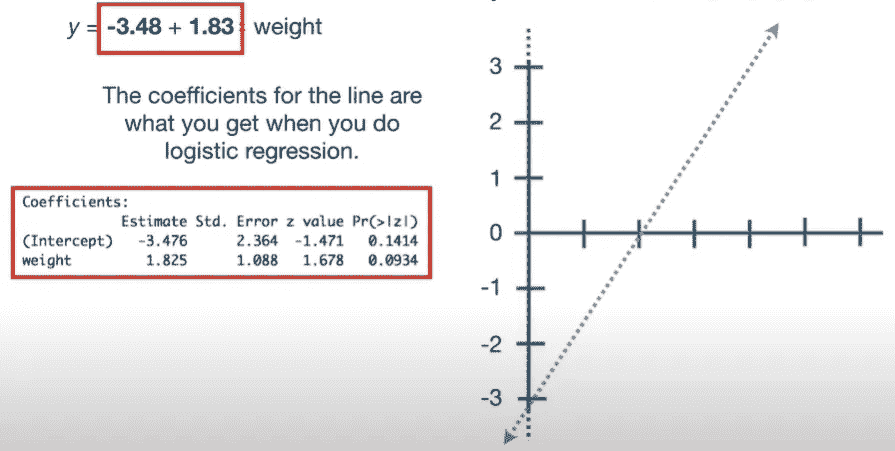 y = -3.48 + 1.83 weight
The coefficients for the line are
what you get when you do
logistic regression.
Coefficients:
Estimate Std. Error z value Pr(>|z|)
(Intercept) -3.476 2.364 -1.471 0.1414
weight 1.825 1.088 1.678 0.0934
3
2
1
0
-1
-2
-3